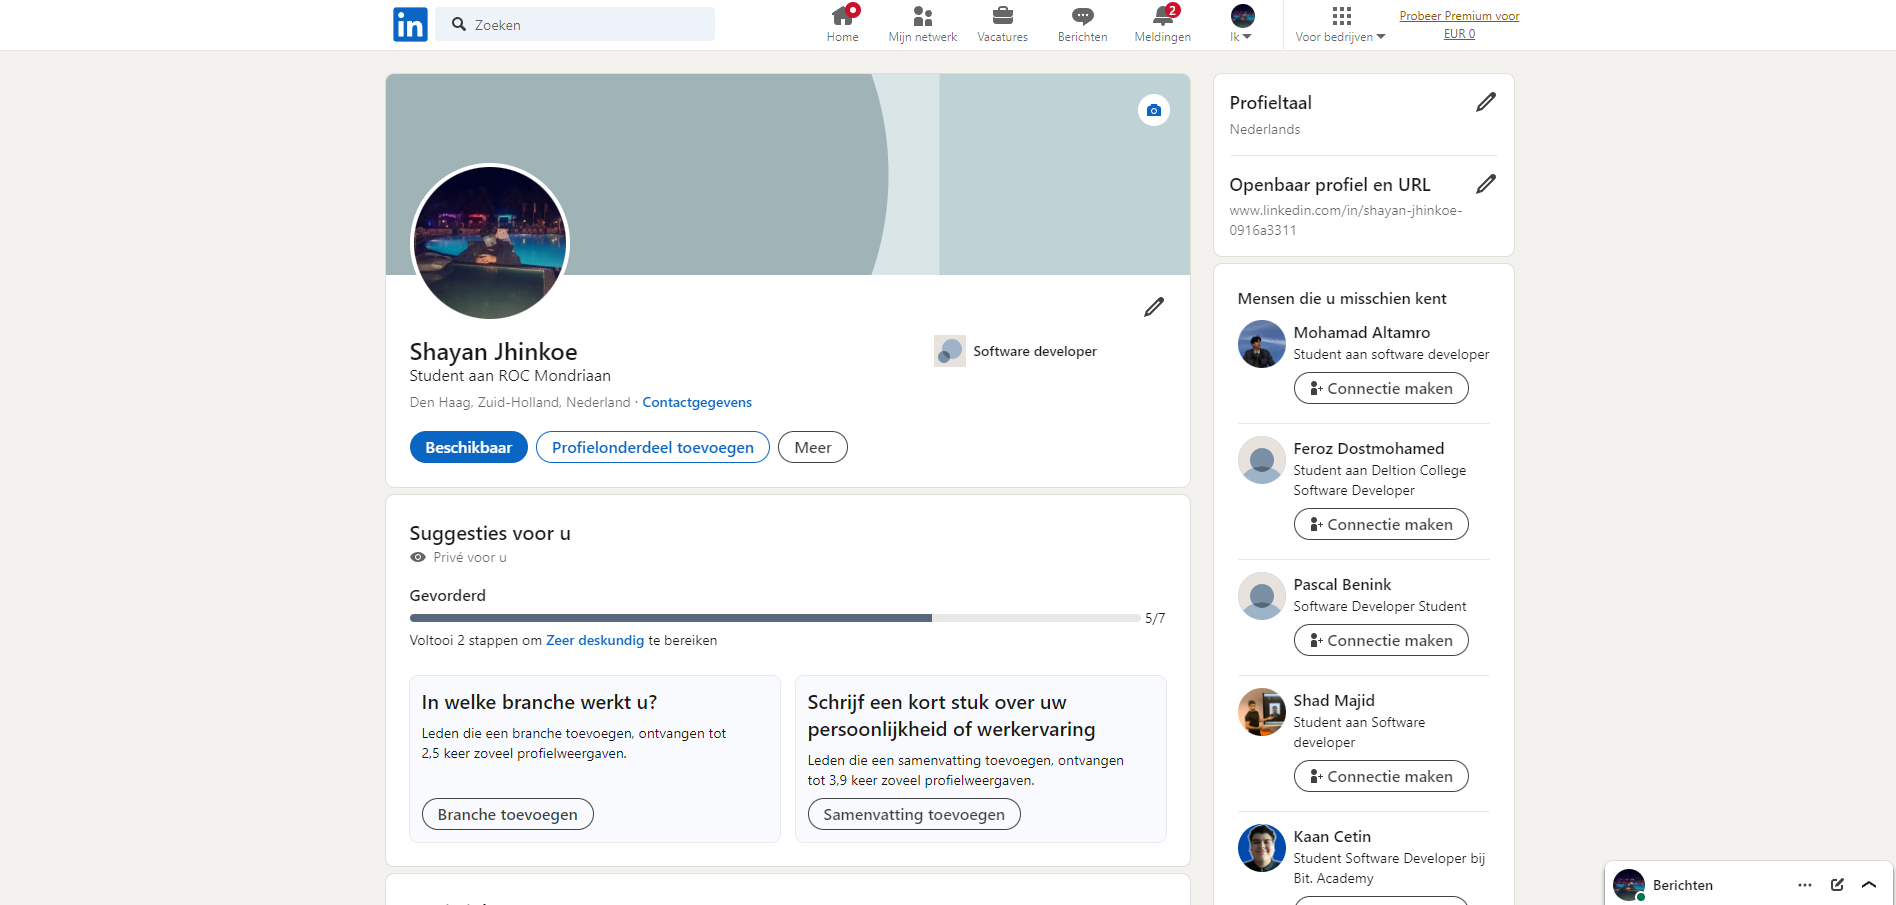 in
Zoeken
Home
Mijn netwerk
Vacatures
Berichten
2
Meldingen
Ik
Voor bedrijven
Probeer Premium voor
EUR 0
Shayan Jhinkoe
Student aan ROC Mondriaan
Den Haag, Zuid-Holland, Nederland · Contactgegevens
Software developer
Beschikbaar
Profielonderdeel toevoegen
Meer
Suggesties voor u
Privé voor u
Gevorderd
5/7
Voltooi 2 stappen om Zeer deskundig te bereiken
In welke branche werkt u?
Leden die een branche toevoegen, ontvangen tot
2,5 keer zoveel profielweergaven.
Branche toevoegen
Schrijf een kort stuk over uw
persoonlijkheid of werkervaring
Leden die een samenvatting toevoegen, ontvangen
tot 3,9 keer zoveel profielweergaven.
Samenvatting toevoegen
Profieltaal
Nederlands
Openbaar profiel en URL
www.linkedin.com/in/shayan-jhinkoe-
0916a3311
Mensen die u misschien kent
Mohamad Altamro
Student aan software developer
Connectie maken
Feroz Dostmohamed
Student aan Deltion College
Software Developer
Connectie maken
Pascal Benink
Software Developer Student
Connectie maken
Shad Majid
Student aan Software
developer
Connectie maken
Kaan Cetin
Student Software Developer bij
Bit. Academy
Berichten